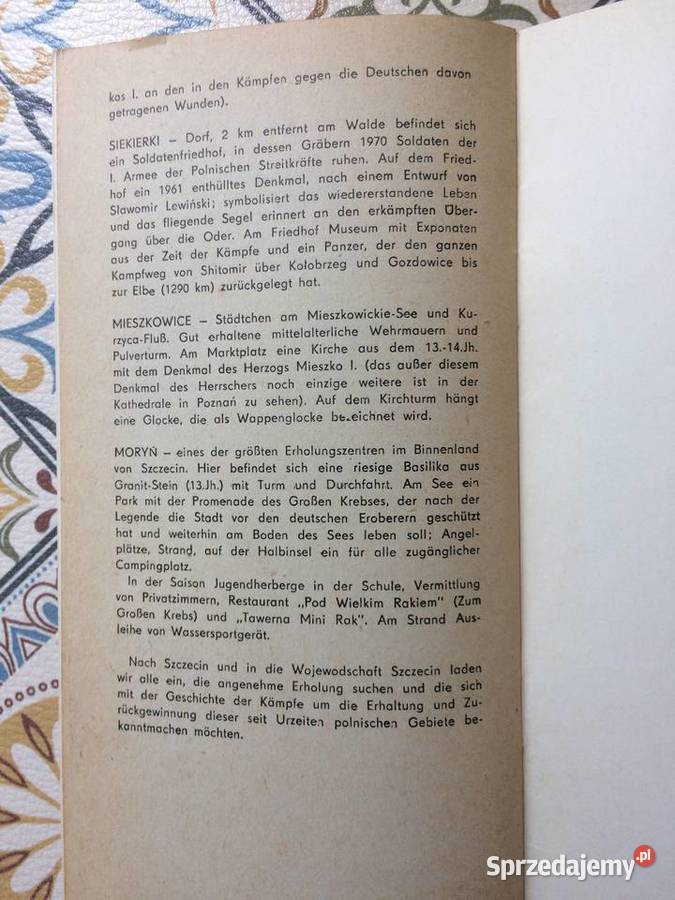 kos I. an den in den Kämpfen gegen die Deutschen davon
getragenen Wunden).
SIEKIERKI – Dorf, 2 km entfernt am Walde befindet sich
ein Soldatenfriedhof, in dessen Gräbern 1970 Soldaten der
I. Armee der Polnischen Streitkräfte ruhen. Auf dem Fried-
hof ein 1961 enthülltes Denkmal, nach einem Entwurf von
Sławomir Lewiński; symbolisiert das wiedererstandene Leben
und das fliegende Segel erinnert an den erkämpften Über-
gang über die Oder. Am Friedhof Museum mit Exponaten
aus der Zeit der Kämpfe und ein Panzer, der den ganzen
Kampfweg von Shitomir über Kołobrzeg und Gozdowice bis
zur Elbe (1290 km) zurückgelegt hat.
MIESZKOWICE – Städtchen am Mieszkowickie-See und Ku-
rzyca-Fluß. Gut erhaltene mittelalterliche Wehrmauern und
Pulverturm. Am Marktplatz eine Kirche aus dem 13.-14.Jh.
mit dem Denkmal des Herzogs Mieszko I. (das außer diesem
Denkmal des Herrschers noch einzige weitere ist in der
Kathedrale in Poznań zu sehen). Auf dem Kirchturm hängt
eine Glocke, die als Wappenglocke bezeichnet wird.
MORYŃ – eines der größten Erholungszentren im Binnenland
von Szczecin. Hier befindet sich eine riesige Basilika aus
Granit-Stein (13.Jh.) mit Turm und Durchfahrt. Am See ein
Park mit der Promenade des Großen Krebses, der nach der
Legende die Stadt vor den deutschen Eroberern geschützt
hat und weiterhin am Boden des Sees leben soll; Angel-
plätze, Strand, auf der Halbinsel ein für alle zugänglicher
Campingplatz.
In der Saison Jugendherberge in der Schule, Vermittlung
von Privatzimmern, Restaurant „Pod Wielkim Rakiem" (Zum
Großen Krebs) und „Tawerna Mini Rak". Am Strand Aus-
leihe von Wassersportgerät.
Nach Szczecin und in die Wojewodschaft Szczecin laden
wir alle ein, die angenehme Erholung suchen und die sich
mit der Geschichte der Kämpfe um die Erhaltung und Zu-
rückgewinnung dieser seit Urzeiten polnischen Gebiete be-
kanntmachen möchten.
Sprzedajemy.pl